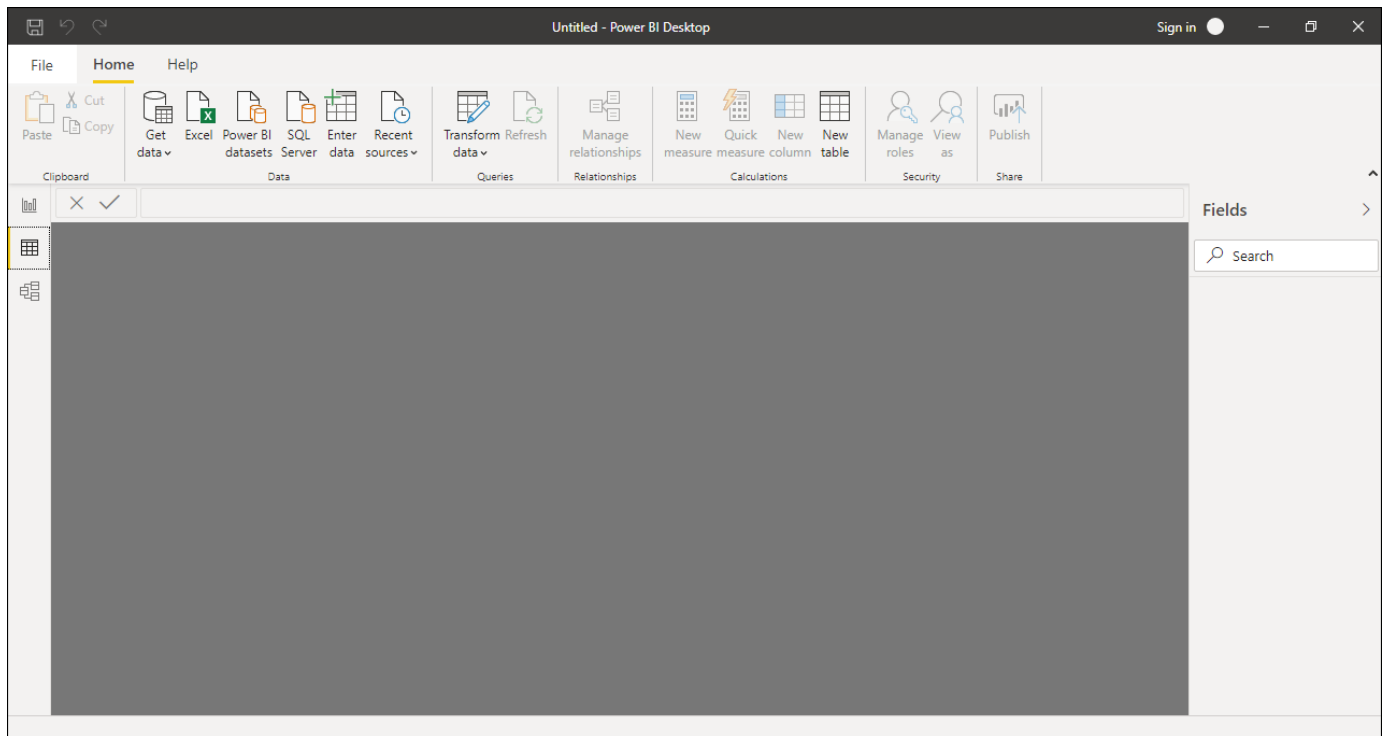 Untitled - Power BI Desktop
Sign in
File Home Help
Paste
Cut
Copy
Get data
Excel
Power BI datasets
SQL Server
Enter data
Recent sources
Transform data
Refresh
Manage relationships
New measure
Quick measure
New column
New table
Manage roles
View as
Publish
Clipboard
Data
Queries
Relationships
Calculations
Security
Share
Fields
Search